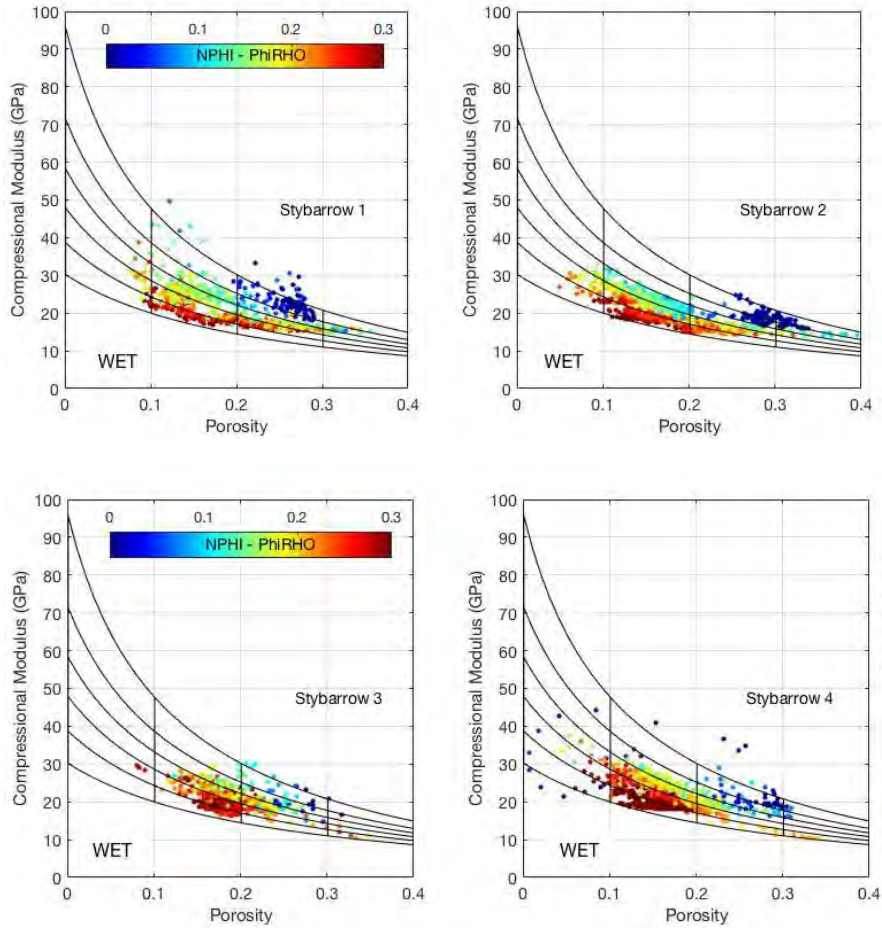 0 0.1 0.2 0.3
NPHI - PhiRHO
100
90
80
70
60
50
40
30
20
10
0
Compressional Modulus (GPa)
Stybarrow 1
WET
0 0.1 0.2 0.3 0.4
Porosity
100
90
80
70
60
50
40
30
20
10
0
Compressional Modulus (GPa)
Stybarrow 2
WET
0 0.1 0.2 0.3 0.4
Porosity
0 0.1 0.2 0.3
NPHI - PhiRHO
100
90
80
70
60
50
40
30
20
10
0
Compressional Modulus (GPa)
Stybarrow 3
WET
0 0.1 0.2 0.3 0.4
Porosity
100
90
80
70
60
50
40
30
20
10
0
Compressional Modulus (GPa)
Stybarrow 4
WET
0 0.1 0.2 0.3 0.4
Porosity